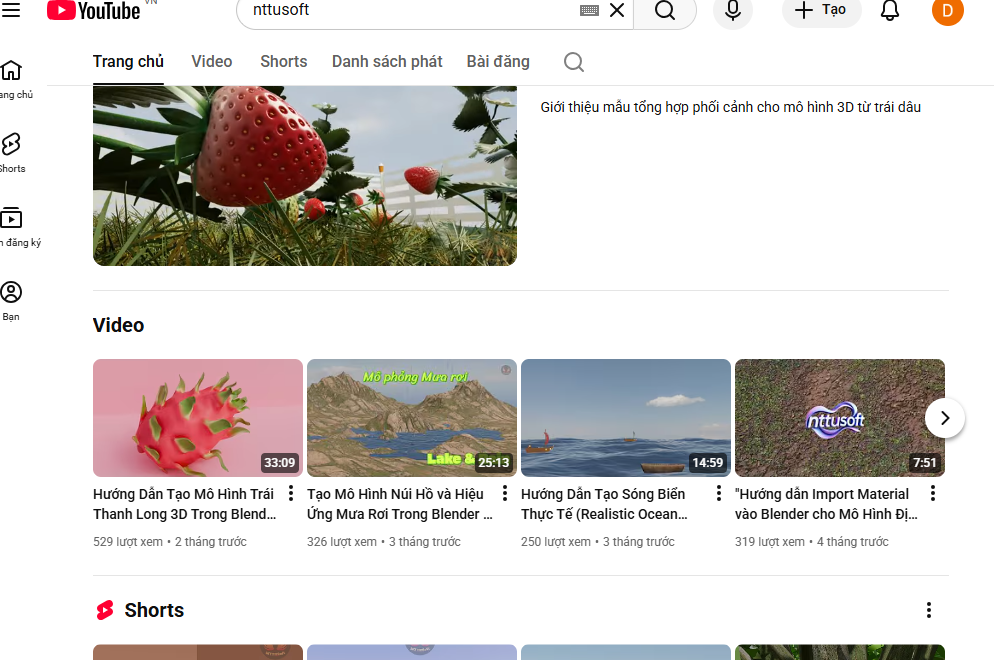 YouTube VN
nttusoft
Tạo
D
Trang chủ
Video
Shorts
Danh sách phát
Bài đăng
ang chủ
Shorts
đăng ký
Bạn
Giới thiệu mẫu tổng hợp phối cảnh cho mô hình 3D từ trái dâu
Video
33:09
Mô phỏng Mưa rơi
Lake &
25:13
14:59
nttusoft
7:51
Hướng Dẫn Tạo Mô Hình Trái
Thanh Long 3D Trong Blend...
529 lượt xem • 2 tháng trước
Tạo Mô Hình Núi Hồ và Hiệu
Ứng Mưa Rơi Trong Blender ...
326 lượt xem • 3 tháng trước
Hướng Dẫn Tạo Sóng Biển
Thực Tế (Realistic Ocean...
250 lượt xem • 3 tháng trước
"Hướng dẫn Import Material
vào Blender cho Mô Hình Đị...
319 lượt xem • 4 tháng trước
Shorts